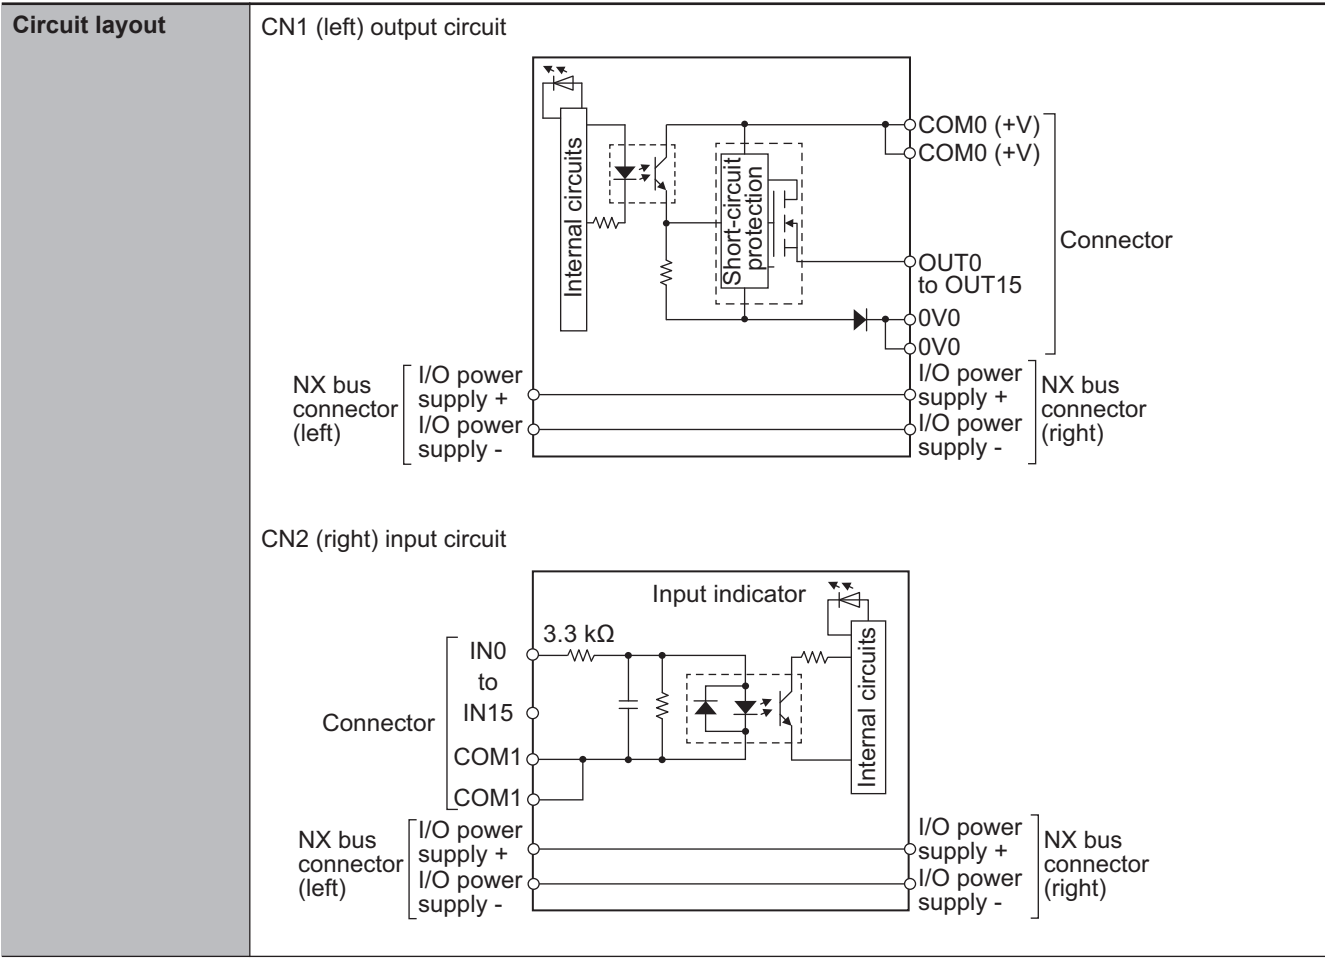 Circuit layout
CN1 (left) output circuit
Internal circuits
Short-circuit
protection
COM0 (+V)
COM0 (+V)
OUT0
to OUT15
0V0
0V0
Connector
NX bus
connector
(left)
I/O power
supply +
I/O power
supply -
I/O power
supply +
I/O power
supply -
NX bus
connector
(right)
CN2 (right) input circuit
Input indicator
3.3 kΩ
IN0
to
IN15
COM1
COM1
Connector
Internal circuits
NX bus
connector
(left)
I/O power
supply +
I/O power
supply -
I/O power
supply +
I/O power
supply -
NX bus
connector
(right)